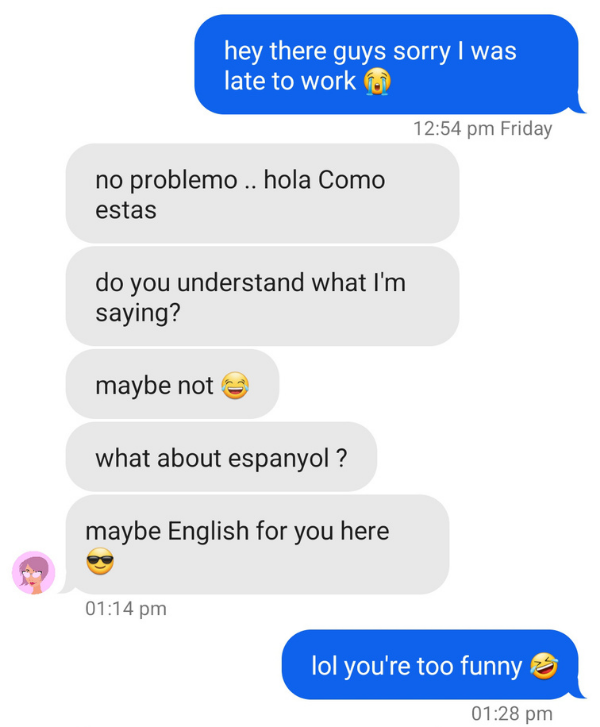 hey there guys sorry I was
late to work 😭
12:54 pm Friday
no problemo .. hola Como
estas
do you understand what I'm
saying?
maybe not 😂
what about espanyol ?
maybe English for you here
😎
01:14 pm
lol you're too funny 🤣
01:28 pm